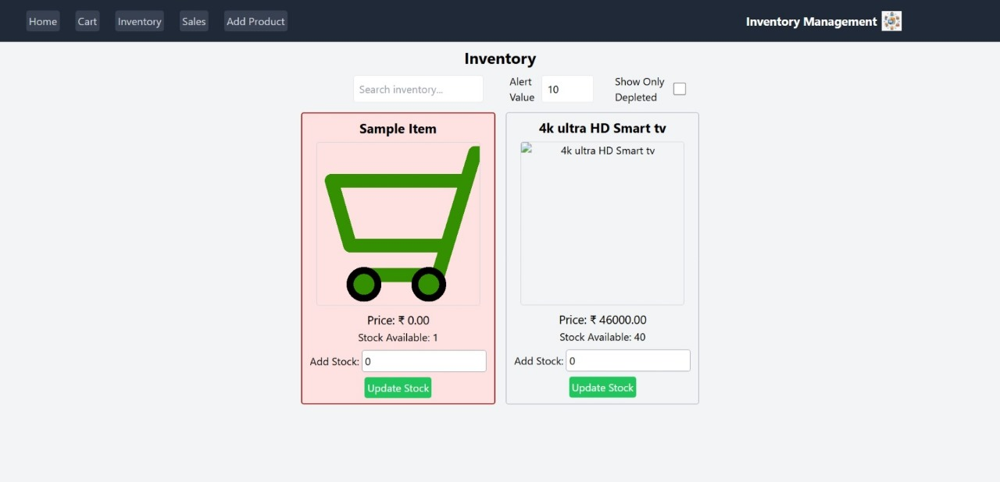 Home Cart Inventory Sales Add Product Inventory Management
Inventory
Search inventory...
Alert Value
10
Show Only Depleted
Sample Item
Price: ₹ 0.00
Stock Available: 1
Add Stock: 0
Update Stock
4k ultra HD Smart tv
4k ultra HD Smart tv
Price: ₹ 46000.00
Stock Available: 40
Add Stock: 0
Update Stock